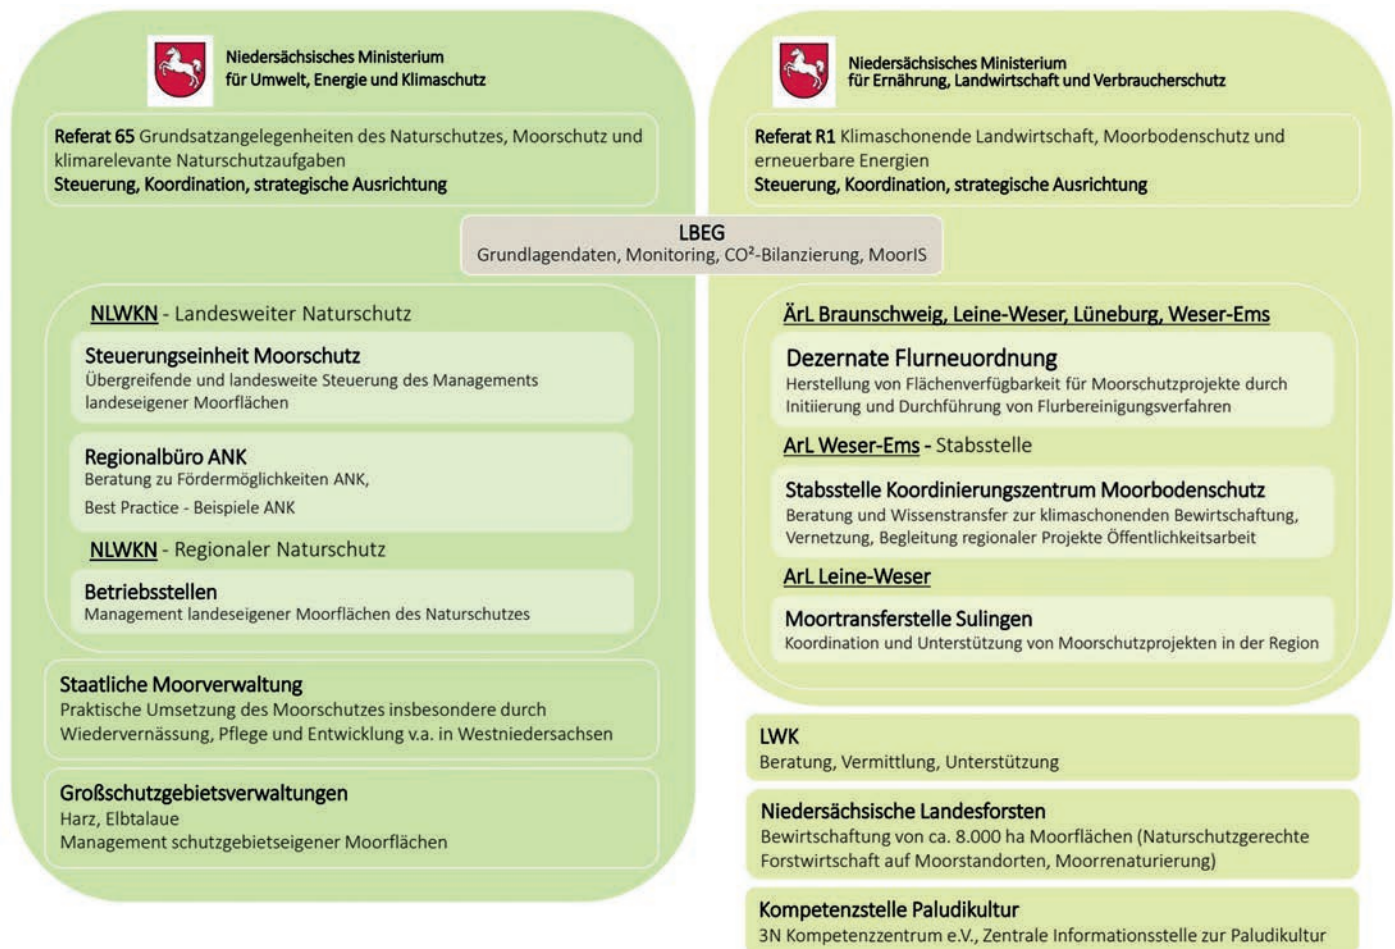 Niedersächsisches Ministerium
für Umwelt, Energie und Klimaschutz
Referat 65 Grundsatzangelegenheiten des Naturschutzes, Moorschutz und
klimarelevante Naturschutzaufgaben
Steuerung, Koordination, strategische Ausrichtung
Niedersächsisches Ministerium
für Ernährung, Landwirtschaft und Verbraucherschutz
Referat R1 Klimaschonende Landwirtschaft, Moorbodenschutz und
erneuerbare Energien
Steuerung, Koordination, strategische Ausrichtung
LBEG
Grundlagendaten, Monitoring, CO²-Bilanzierung, MoorIS
NLWKN - Landesweiter Naturschutz
Steuerungseinheit Moorschutz
Übergreifende und landesweite Steuerung des Managements
landeseigener Moorflächen
Regionalbüro ANK
Beratung zu Fördermöglichkeiten ANK,
Best Practice - Beispiele ANK
NLWKN - Regionaler Naturschutz
Betriebsstellen
Management landeseigener Moorflächen des Naturschutzes
Staatliche Moorverwaltung
Praktische Umsetzung des Moorschutzes insbesondere durch
Wiedervernässung, Pflege und Entwicklung v.a. in Westniedersachsen
Großschutzgebietsverwaltungen
Harz, Elbtalaue
Management schutzgebietseigener Moorflächen
ÄrL Braunschweig, Leine-Weser, Lüneburg, Weser-Ems
Dezernate Flurneuordnung
Herstellung von Flächenverfügbarkeit für Moorschutzprojekte durch
Initiierung und Durchführung von Flurbereinigungsverfahren
ArL Weser-Ems - Stabsstelle
Stabsstelle Koordinierungszentrum Moorbodenschutz
Beratung und Wissenstransfer zur klimaschonenden Bewirtschaftung,
Vernetzung, Begleitung regionaler Projekte Öffentlichkeitsarbeit
ArL Leine-Weser
Moortransferstelle Sulingen
Koordination und Unterstützung von Moorschutzprojekten in der Region
LWK
Beratung, Vermittlung, Unterstützung
Niedersächsische Landesforsten
Bewirtschaftung von ca. 8.000 ha Moorflächen (Naturschutzgerechte
Forstwirtschaft auf Moorstandorten, Moorrenaturierung)
Kompetenzstelle Paludikultur
3N Kompetenzzentrum e.V., Zentrale Informationsstelle zur Paludikultur